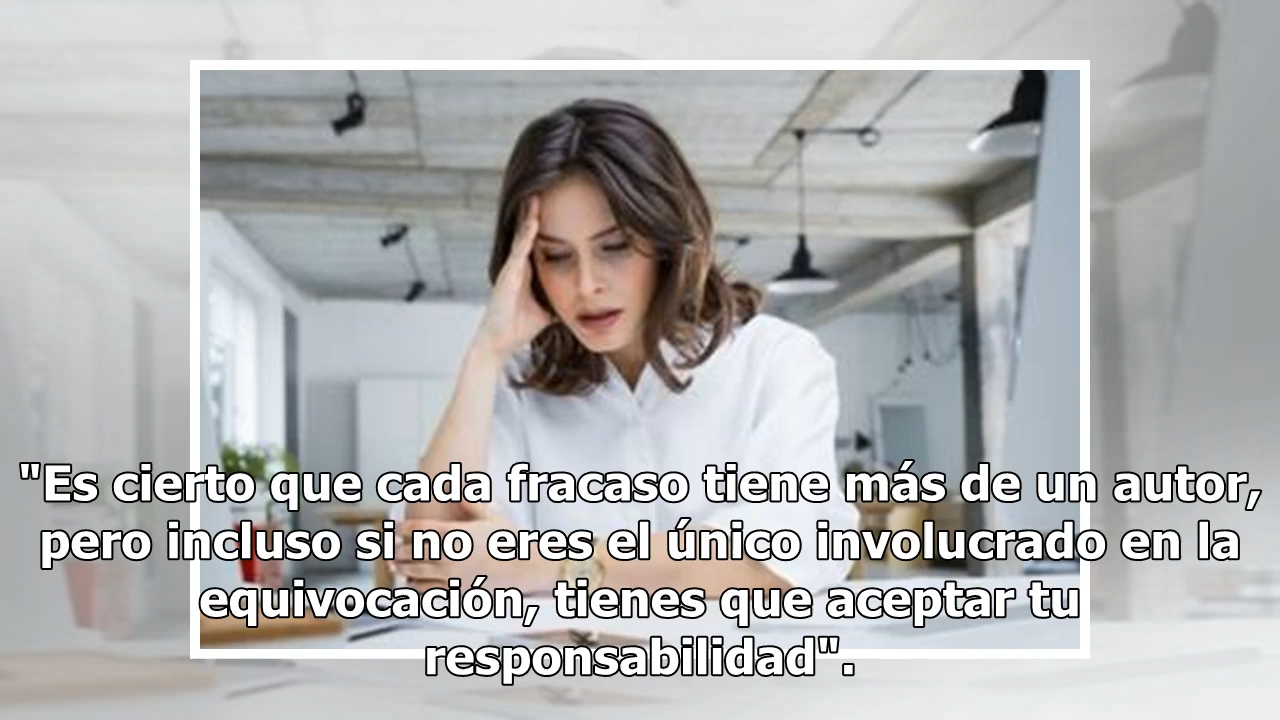 "Es cierto que cada fracaso tiene más de un autor,
pero incluso si no eres el único involucrado en la
equivocación, tienes que aceptar tu
responsabilidad".